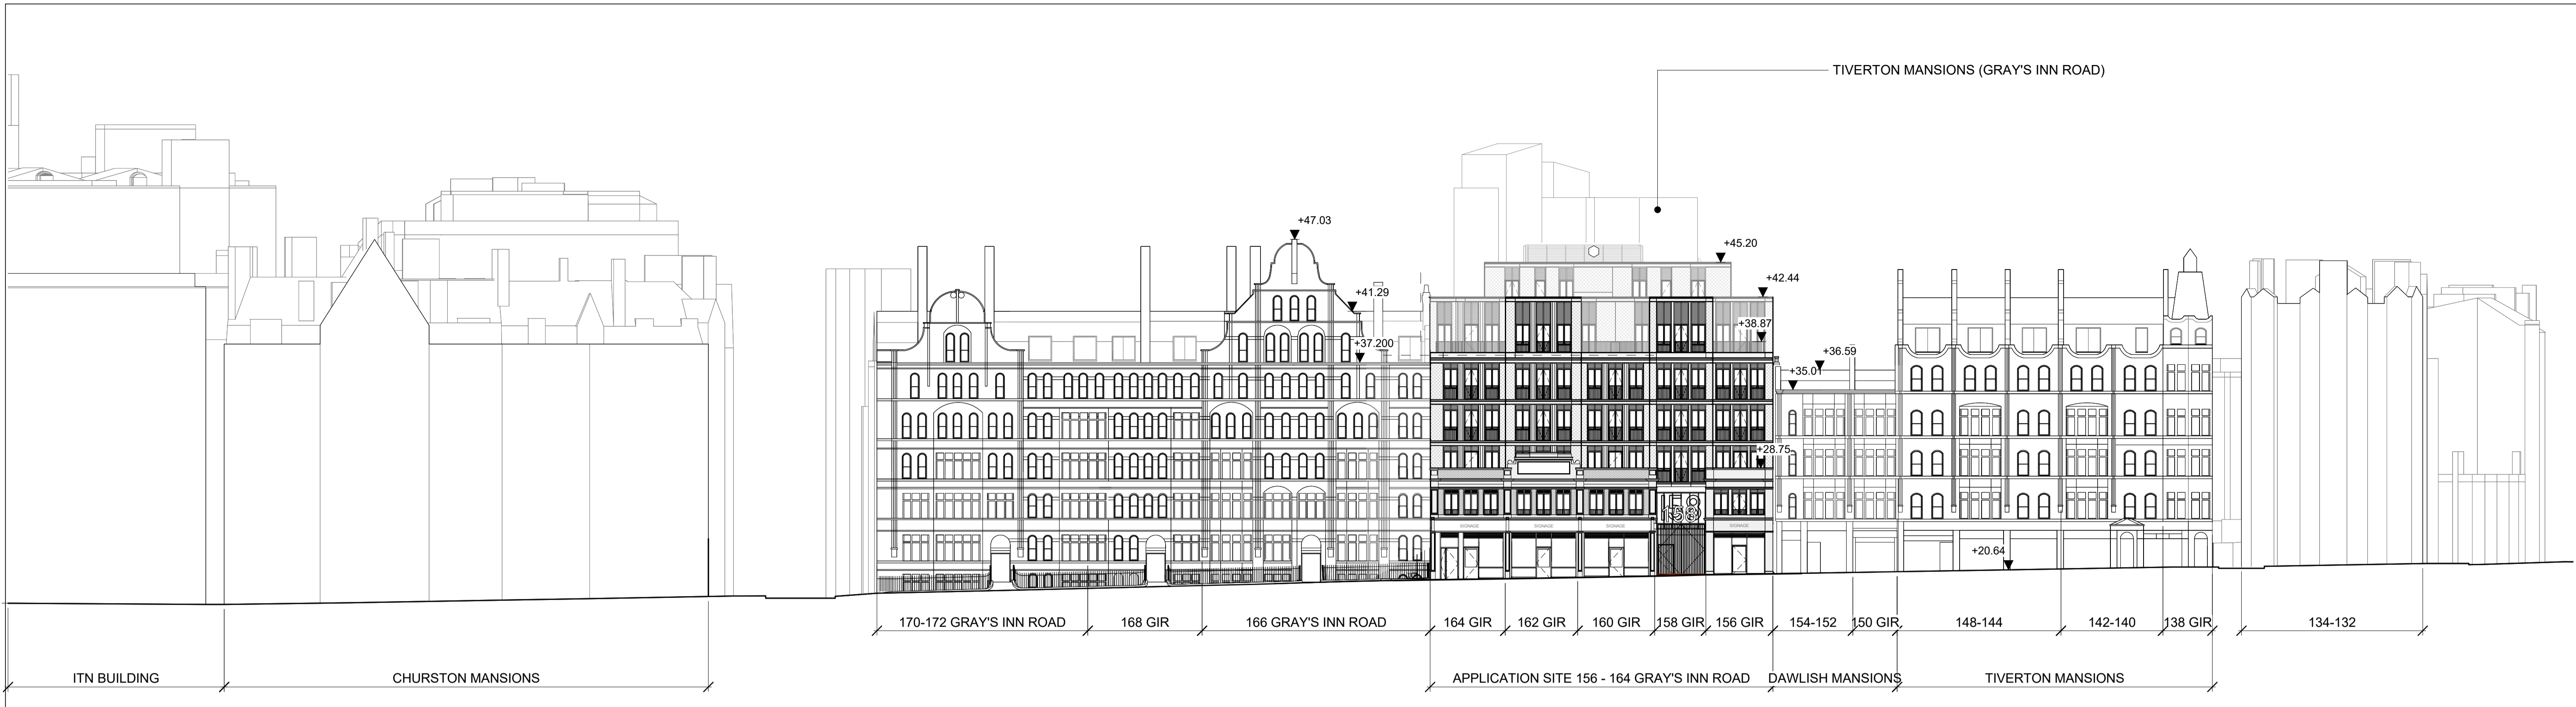 TIVERTON MANSIONS (GRAY'S INN ROAD)
+47.03
+45.20
+42.44
+41.29
+38.87
+37.200
+36.59
+35.01
+28.75
158
SIGNAGE SIGNAGE SIGNAGE SIGNAGE
+20.64
170-172 GRAY'S INN ROAD 168 GIR 166 GRAY'S INN ROAD 164 GIR 162 GIR 160 GIR 158 GIR 156 GIR 154-152 150 GIR 148-144 142-140 138 GIR 134-132
ITN BUILDING CHURSTON MANSIONS APPLICATION SITE 156 - 164 GRAY'S INN ROAD DAWLISH MANSIONS TIVERTON MANSIONS